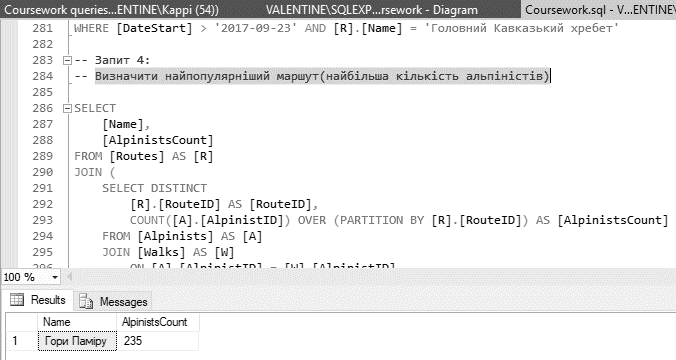 Coursework queries...ENTINE\Kappi (54)) VALENTINE\SQLEXP...rsework - Diagram Coursework.sql - V...ENTINE\
281 WHERE [DateStart] > '2017-09-23' AND [R].[Name] = 'Головний Кавказький хребет'
282
283 -- Запит 4:
284 -- Визначити найпопулярніший маршут(найбільша кількість альпіністів)
285
286 SELECT
287 [Name],
288 [AlpinistsCount]
289 FROM [Routes] AS [R]
290 JOIN (
291 SELECT DISTINCT
292 [R].[RouteID] AS [RouteID],
293 COUNT([A].[AlpinistID]) OVER (PARTITION BY [R].[RouteID]) AS [AlpinistsCount]
294 FROM [Alpinists] AS [A]
295 JOIN [Walks] AS [W]
296 ON [A].[AlpinistID] = [W].[AlpinistID]
100 %
Results Messages
Name AlpinistsCount
1 Гори Паміру 235